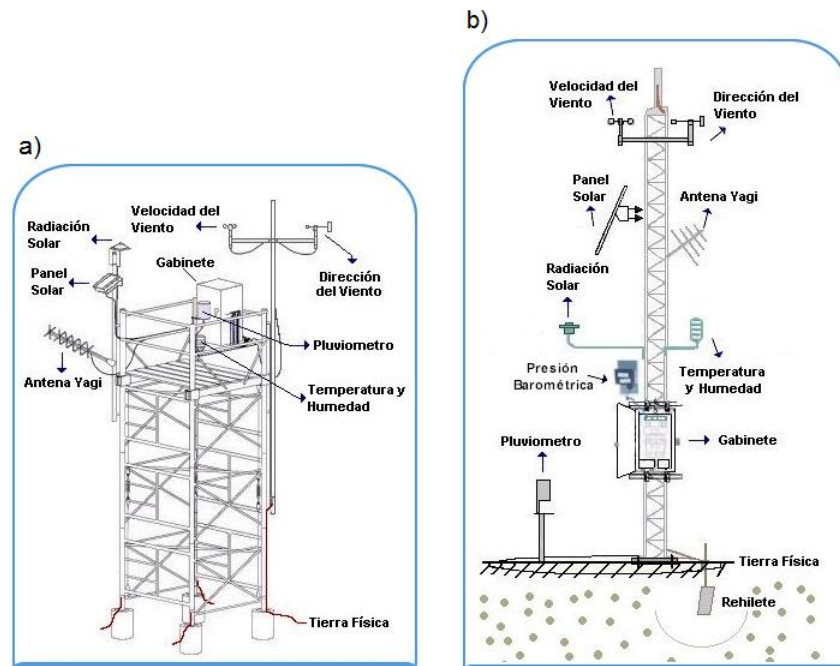 a)
Radiación
Solar
Panel
Solar
Antena Yagi
Velocidad del
Viento
Gabinete
Dirección
del Viento
Pluviometro
Temperatura y
Humedad
Tierra Física
b)
Velocidad del
Viento
Dirección del
Viento
Panel
Solar
Antena Yagi
Radiación
Solar
Presión
Barométrica
Temperatura
y Humedad
Gabinete
Pluviometro
Tierra Física
Rehilete